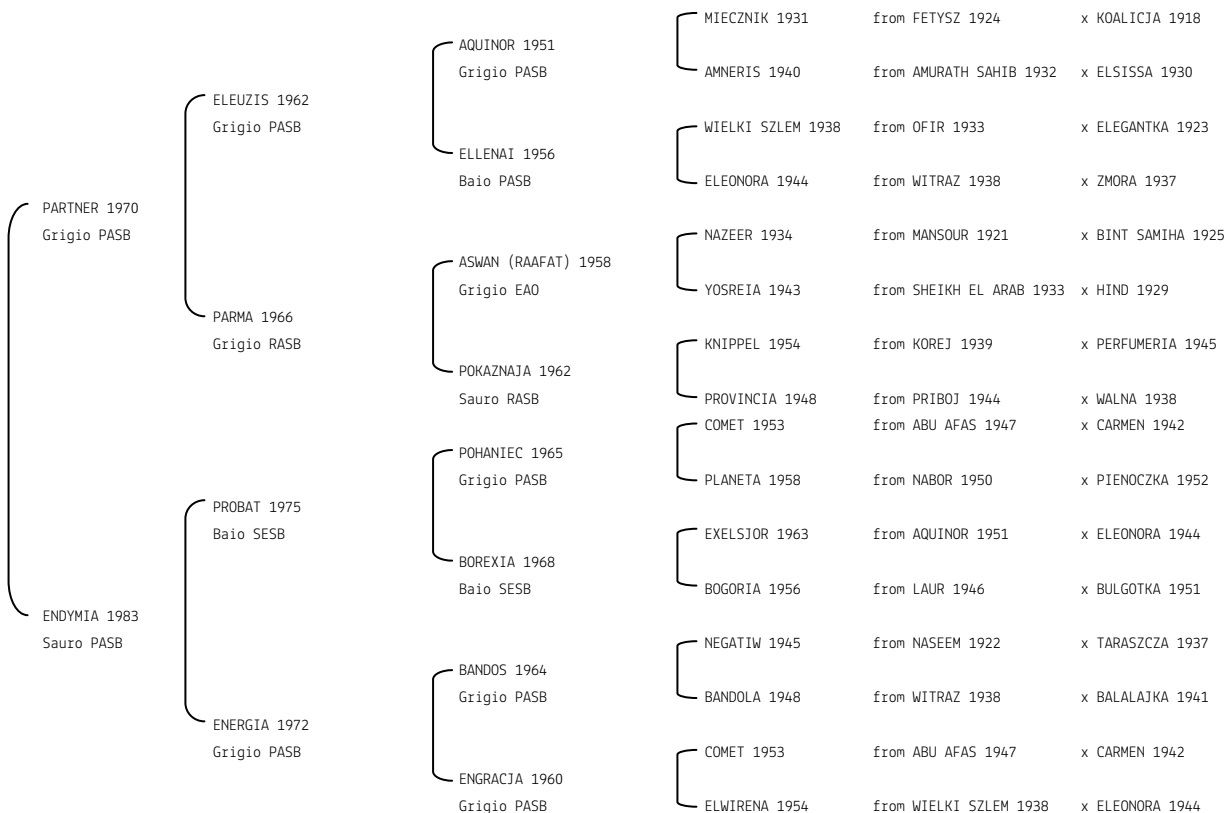 MIECZNIK 1931 from FETYSZ 1924 x KOALICJA 1918
AQUINOR 1951
Grigio PASB
AMNERIS 1940 from AMURATH SAHIB 1932 x ELSISSA 1930
ELEUZIS 1962
Grigio PASB
WIELKI SZLEM 1938 from OFIR 1933 x ELEGANTKA 1923
ELLENAI 1956
Baio PASB
ELEONORA 1944 from WITRAZ 1938 x ZMORA 1937
PARTNER 1970
Grigio PASB
NAZEER 1934 from MANSOUR 1921 x BINT SAMIHA 1925
ASWAN (RAAFAT) 1958
Grigio EAO
YOSREIA 1943 from SHEIKH EL ARAB 1933 x HIND 1929
PARMA 1966
Grigio RASB
KNIPPEL 1954 from KOREJ 1939 x PERFUMERIA 1945
POKAZNAJA 1962
Sauro RASB
PROVINCIA 1948 from PRIBOJ 1944 x WALNA 1938
COMET 1953 from ABU AFAS 1947 x CARMEN 1942
POHANIEC 1965
Grigio PASB
PLANETA 1958 from NABOR 1950 x PIENOCZKA 1952
PROBAT 1975
Baio SESB
EXELSJOR 1963 from AQUINOR 1951 x ELEONORA 1944
BOREXIA 1968
Baio SESB
BOGORIA 1956 from LAUR 1946 x BULGOTKA 1951
ENDYMIA 1983
Sauro PASB
NEGATIW 1945 from NASEEM 1922 x TARASZCZA 1937
BANDOS 1964
Grigio PASB
BANDOLA 1948 from WITRAZ 1938 x BALALAJKA 1941
ENERGIA 1972
Grigio PASB
COMET 1953 from ABU AFAS 1947 x CARMEN 1942
ENGRACJA 1960
Grigio PASB
ELWIRENA 1954 from WIELKI SZLEM 1938 x ELEONORA 1944